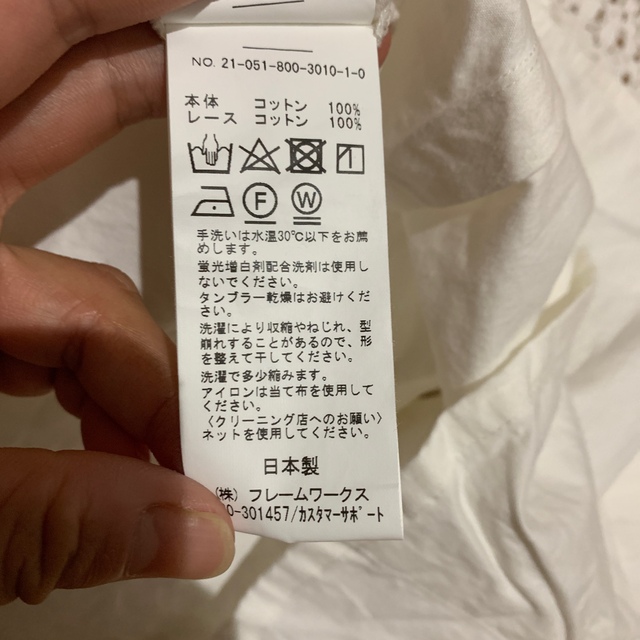 NO. 21-051-800-3010-1-0
本体 コットン 100%
レース コットン 100%
F W
手洗いは水温30℃以下をお薦
めします。
蛍光増白剤配合洗剤は使用し
ないでください。
タンブラー乾燥はお避けくだ
さい。
洗濯により収縮やねじれ、型
崩れすることがあるので、形
を整えて干してください。
洗濯で多少縮みます。
アイロンは当て布を使用して
ください。
〈クリーニング店へのお願い〉
ネットを使用してください。
日本製
(株) フレームワークス
0-301457/カスタマーサポート